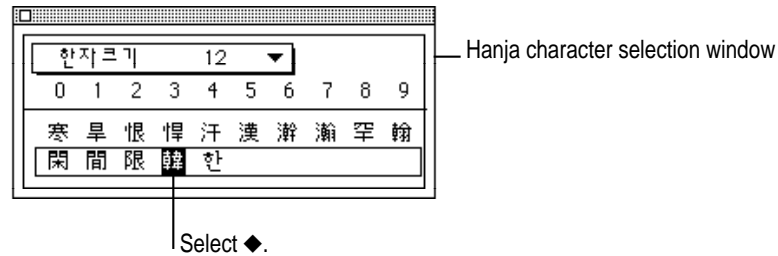 한자크기 12 ▼
Hanja character selection window
0 1 2 3 4 5 6 7 8 9
寒 旱 恨 悍 汗 漢 澣 瀚 罕 翰
閑 間 限 韓 한
Select ◆.